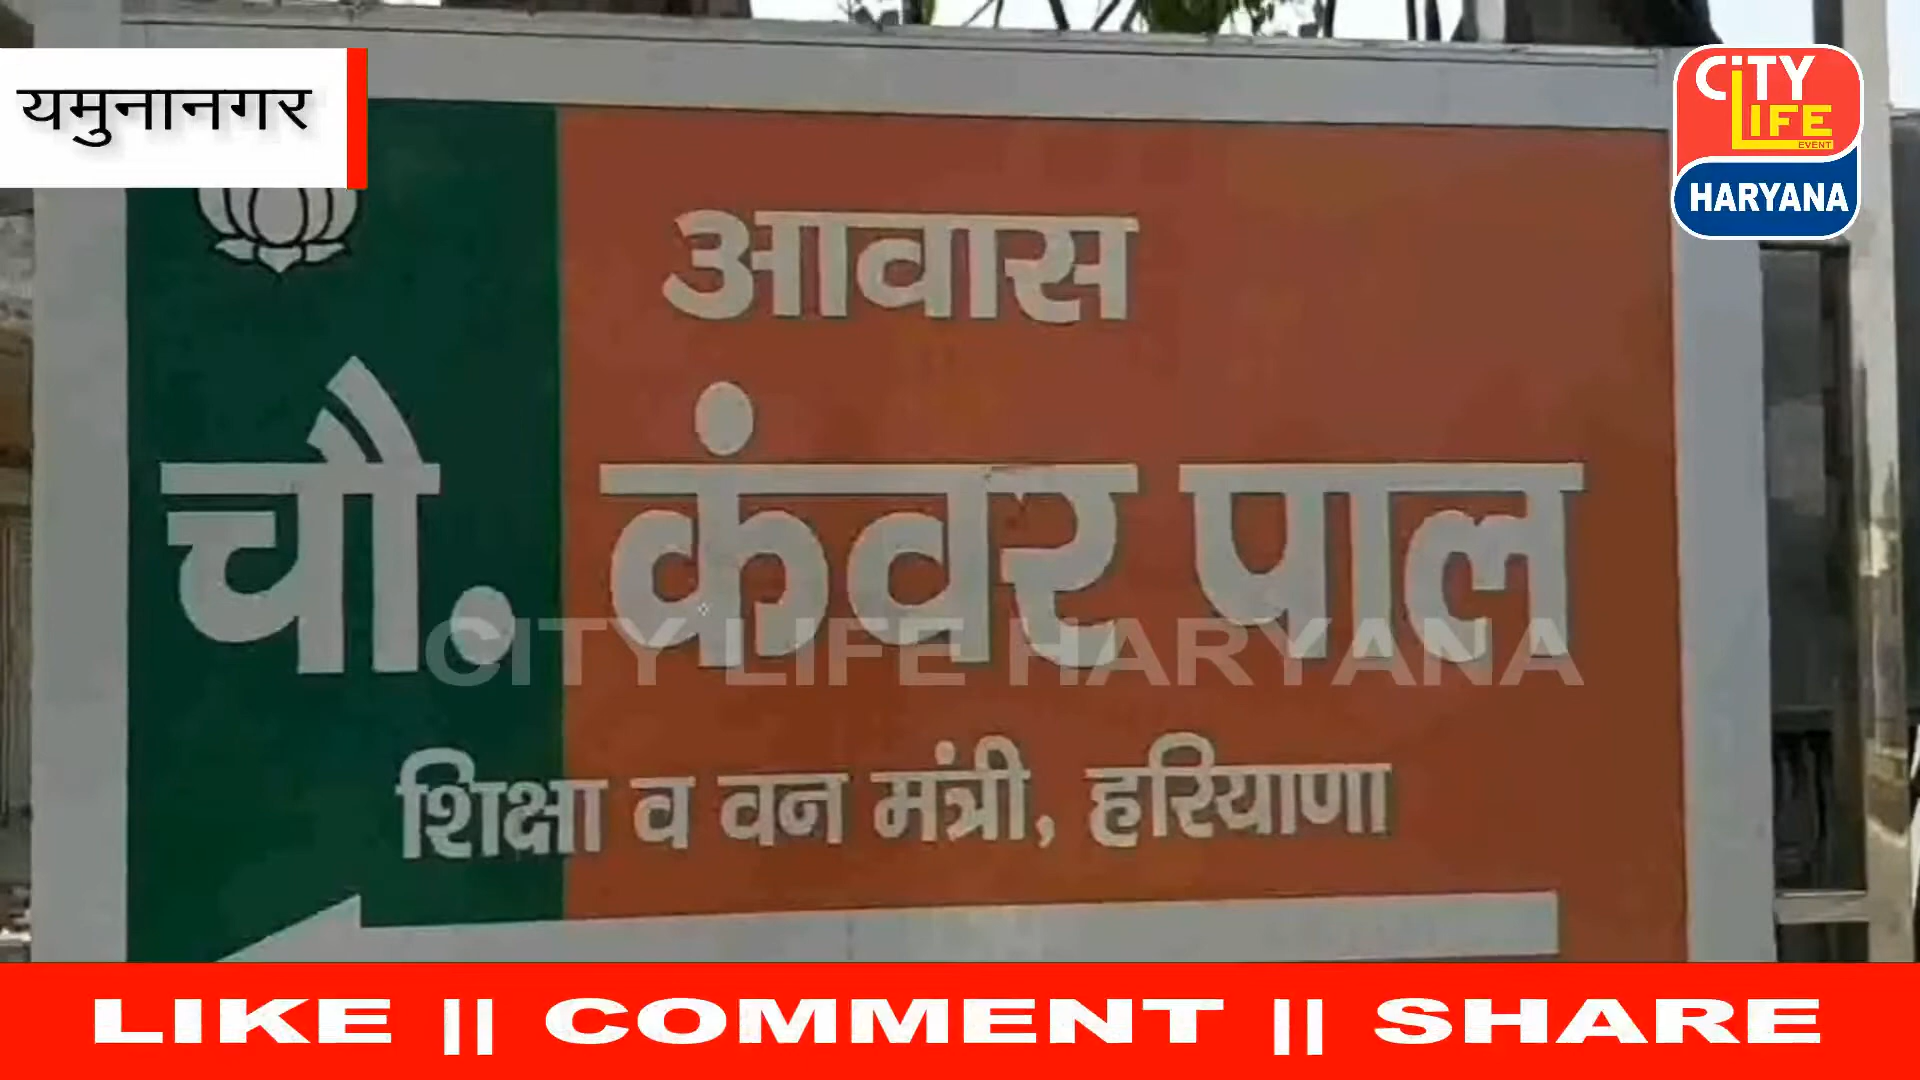 यमुनानगर
CiTY
LIFE
EVENT
HARYANA
आवास
चौ. कंवर पाल
CITY LIFE HARYANA
शिक्षा व वन मंत्री, हरियाणा
LIKE || COMMENT || SHARE